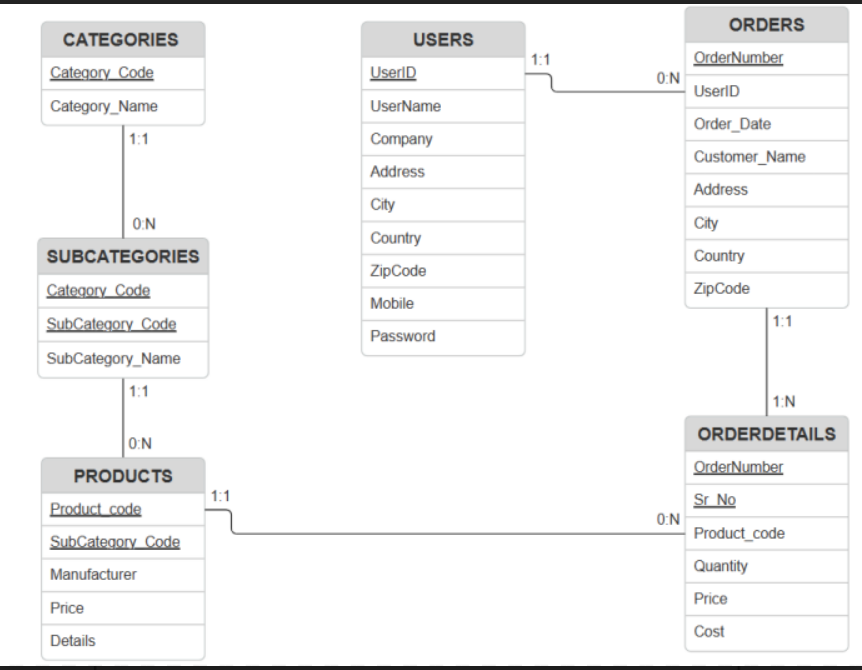 CATEGORIES
Category_Code
Category_Name
1:1
0:N
SUBCATEGORIES
Category_Code
SubCategory_Code
SubCategory_Name
1:1
0:N
PRODUCTS
Product_code
SubCategory_Code
Manufacturer
Price
Details
1:1
0:N
USERS
UserID
UserName
Company
Address
City
Country
ZipCode
Mobile
Password
1:1
0:N
ORDERS
OrderNumber
UserID
Order_Date
Customer_Name
Address
City
Country
ZipCode
1:1
1:N
ORDERDETAILS
OrderNumber
Sr_No
Product_code
Quantity
Price
Cost